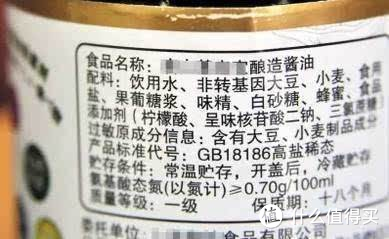 食品名称:
酿造酱油
配料: 饮用水、非转基因大豆、小麦、食用
盐、果葡糖浆、味精、白砂糖、蜂蜜、食品
添加剂(柠檬酸、呈味核苷酸二钠、三氯蔗糖)
过敏原成分信息: 含有大豆、小麦制品成分
产品标准代号: GB18186高盐稀态
贮存条件: 常温贮存, 开盖后, 冷藏贮存
氨基酸态氮(以氮计)≥0.70g/100ml
质量等级: 一级
保质期: 十八个月
委托单位:
食品有限公司
什么值得买